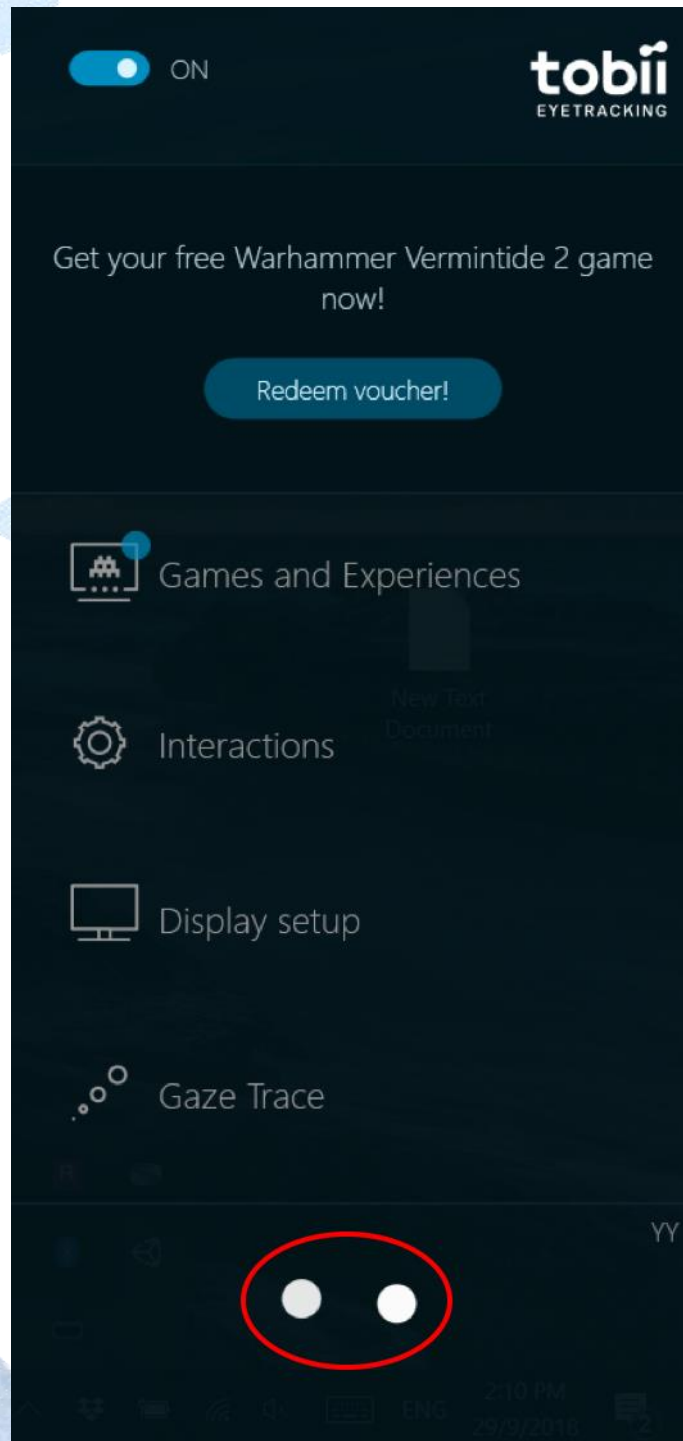 ON
tobii
EYETRACKING
Get your free Warhammer Vermintide 2 game
now!
Redeem voucher!
Games and Experiences
New Text
Document
Interactions
Display setup
Gaze Trace
YY
2:10 PM
ENG
29/9/2018
2